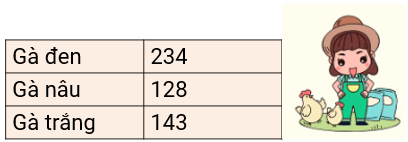 Gà đen 234
Gà nâu 128
Gà trắng 143